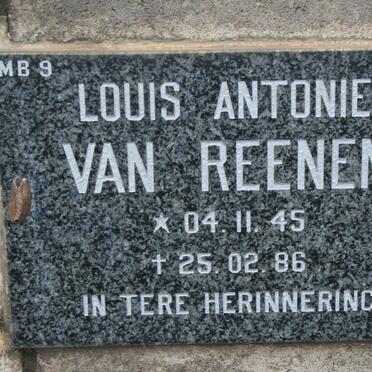 MB 9
LOUIS ANTONIE
VAN REENEN
★ 04.11.45
† 25.02.86
IN TERE HERINNERING